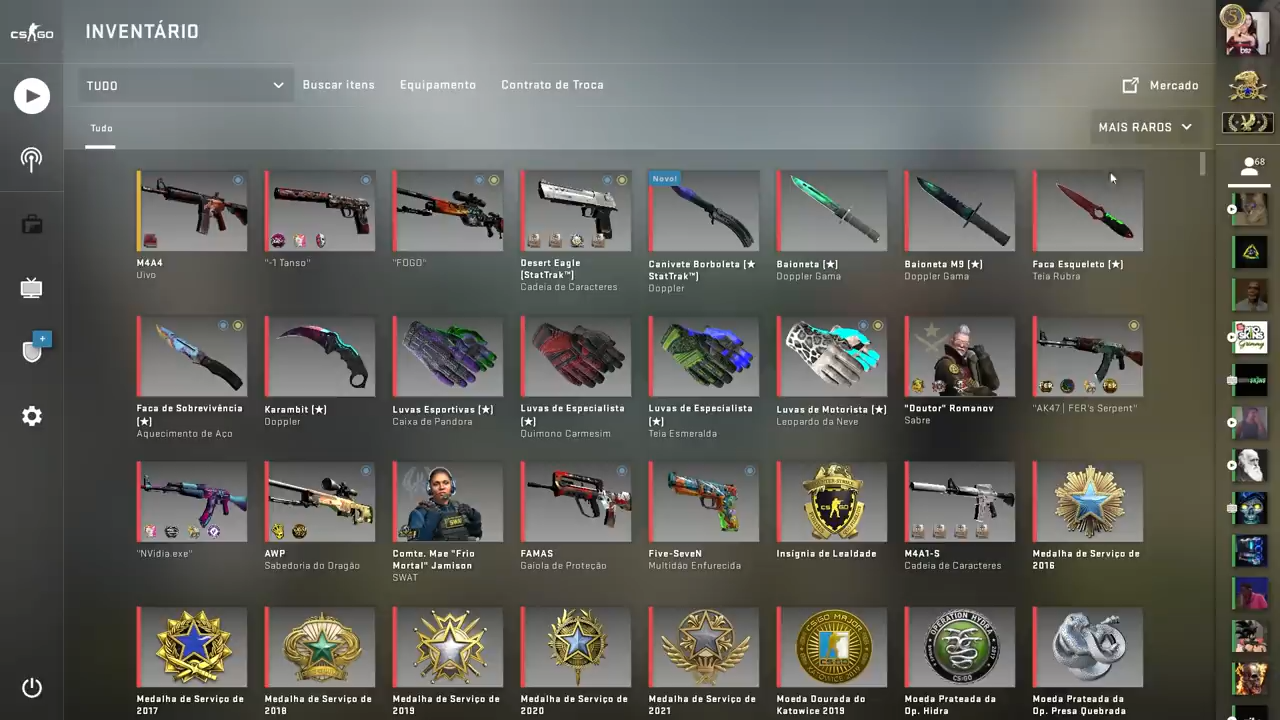 CS GO
INVENTÁRIO
TUDO
Buscar itens
Equipamento
Contrato de Troca
Mercado
Tudo
MAIS RAROS
68
Novo!
M4A4
Uivo
"-1 Tanso"
"FOGO"
Desert Eagle
(StatTrak™)
Cadeia de Caracteres
Canivete Borboleta (★
StatTrak™)
Doppler
Baioneta (★)
Doppler Gama
Baioneta M9 (★)
Doppler Gama
Faca Esqueleto (★)
Teia Rubra
Faca de Sobrevivência
(★)
Aquecimento de Aço
Karambit (★)
Doppler
Luvas Esportivas (★)
Caixa de Pandora
Luvas de Especialista
(★)
Quimono Carmesim
Luvas de Especialista
(★)
Teia Esmeralda
Luvas de Motorista (★)
Leopardo da Neve
"Doutor" Romanov
Sabre
"AK47 | FER's Serpent"
"NVidia.exe"
AWP
Sabedoria do Dragão
Comte. Mae "Frio
Mortal" Jamison
SWAT
FAMAS
Gaiola de Proteção
Five-SeveN
Multidão Enfurecida
Insígnia de Lealdade
M4A1-S
Cadeia de Caracteres
Medalha de Serviço de
2016
Medalha de Serviço de
2017
Medalha de Serviço de
2018
Medalha de Serviço de
2019
Medalha de Serviço de
2020
Medalha de Serviço de
2021
Moeda Dourada do
Katowice 2019
Moeda Prateada da
Op. Hidra
Moeda Prateada da
Op. Presa Quebrada